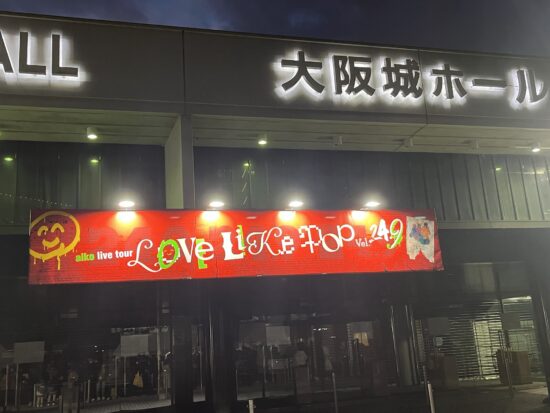 ALL
大阪城ホール
aiko live tour LOVE LiKe POP Vol.24.9